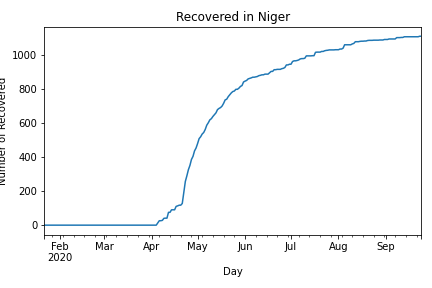 Recovered in Niger
Number of Recovered
1000
800
600
400
200
0
Feb Mar Apr May Jun Jul Aug Sep
2020
Day